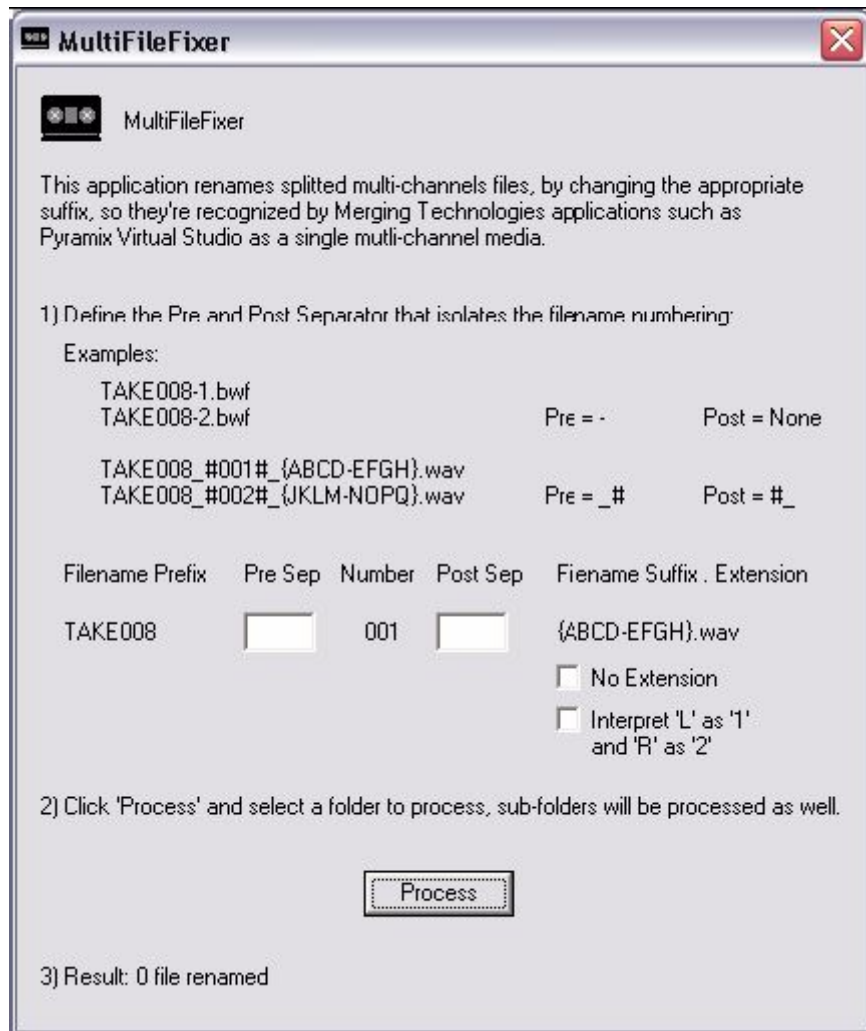 MultiFileFixer
MultiFileFixer
This application renames splitted multi-channels files, by changing the appropriate
suffix, so they're recognized by Merging Technologies applications such as
Pyramix Virtual Studio as a single mutli-channel media.
1) Define the Pre and Post Separator that isolates the filename numbering:
Examples:
TAKE008-1.bwf
TAKE008-2.bwf Pre = - Post = None
TAKE008_#001#_{ABCD-EFGH}.wav
TAKE008_#002#_{JKLM-NOPQ}.wav Pre = _# Post = #_
Filename Prefix Pre Sep Number Post Sep Fiename Suffix . Extension
TAKE008 001 {ABCD-EFGH}.wav
No Extension
Interpret 'L' as '1'
and 'R' as '2'
2) Click 'Process' and select a folder to process, sub-folders will be processed as well.
Process
3) Result: 0 file renamed